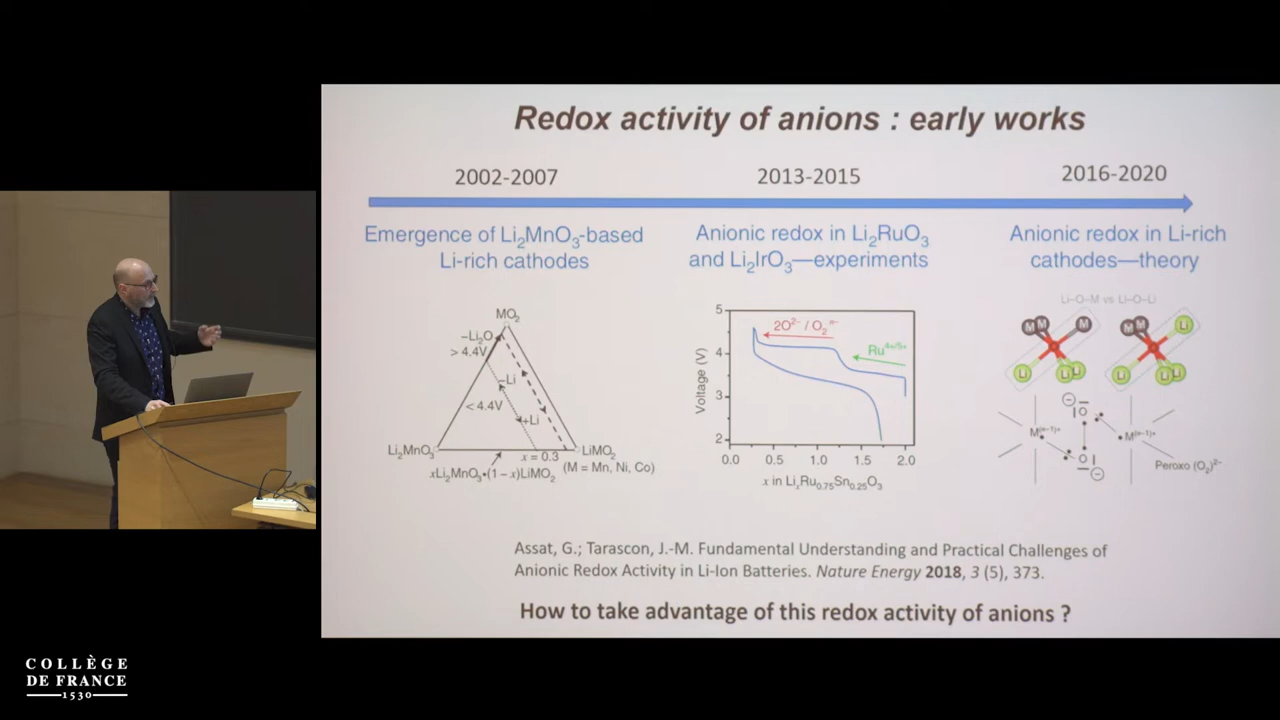 Redox activity of anions : early works
2002-2007
2013-2015
2016-2020
Emergence of Li₂MnO₃-based
Li-rich cathodes
Anionic redox in Li₂RuO₃
and Li₂IrO₃—experiments
Anionic redox in Li-rich
cathodes—theory
MO₂
–Li₂O
> 4.4V
–Li
< 4.4V
+Li
Li₂MnO₃
x = 0.3
LiMO₂
xLi₂MnO₃•(1 – x)LiMO₂
(M = Mn, Ni, Co)
5
4
3
2
Voltage (V)
2O²⁻ / O₂ⁿ⁻
Ru⁴⁺/⁵⁺
0.0 0.5 1.0 1.5 2.0
x in LiₓRu₀.₇₅Sn₀.₂₅O₃
Li–O–M vs Li–O–Li
M M M M M Li
Li Li Li Li Li Li
O
M⁽ⁿ⁻¹⁾⁺ M⁽ⁿ⁻¹⁾⁺
O
Peroxo (O₂)²⁻
Assat, G.; Tarascon, J.-M. Fundamental Understanding and Practical Challenges of
Anionic Redox Activity in Li-Ion Batteries. Nature Energy 2018, 3 (5), 373.
How to take advantage of this redox activity of anions ?
COLLÈGE
DE FRANCE
1530